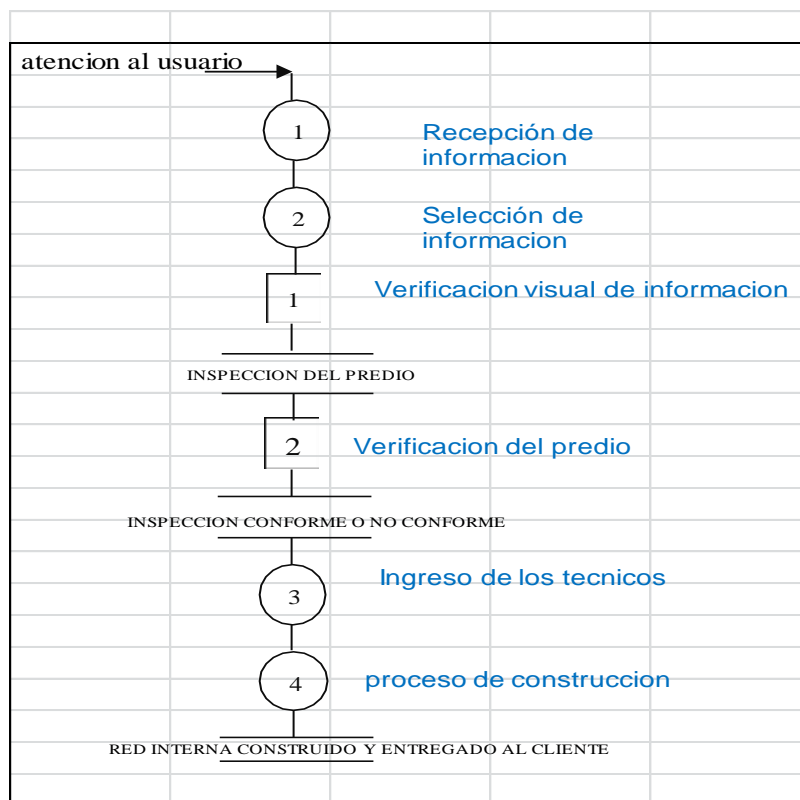 atencion al usuario
1
Recepción de
informacion
2
Selección de
informacion
1
Verificacion visual de informacion
INSPECCION DEL PREDIO
2
Verificacion del predio
INSPECCION CONFORME O NO CONFORME
3
Ingreso de los tecnicos
4
proceso de construccion
RED INTERNA CONSTRUIDO Y ENTREGADO AL CLIENTE